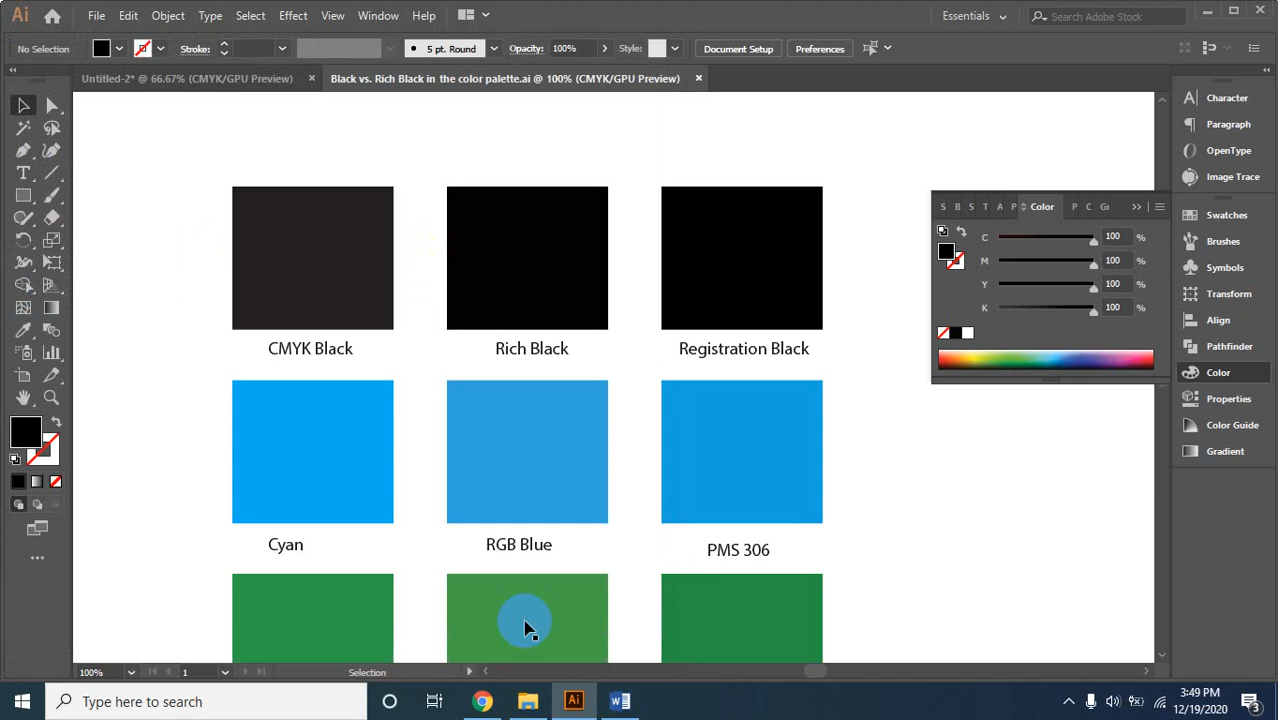 Ai
File Edit Object Type Select Effect View Window Help
Essentials
Search Adobe Stock
No Selection
Stroke:
5 pt. Round
Opacity: 100%
Style:
Document Setup
Preferences
Untitled-2* @ 66.67% (CMYK/GPU Preview)
Black vs. Rich Black in the color palette.ai @ 100% (CMYK/GPU Preview)
CMYK Black
Rich Black
Registration Black
Cyan
RGB Blue
PMS 306
S B S T A P Color P C Gr
C 100 %
M 100 %
Y 100 %
K 100 %
Character
Paragraph
OpenType
Image Trace
Swatches
Brushes
Symbols
Transform
Align
Pathfinder
Color
Properties
Color Guide
Gradient
100%
1
Selection
Type here to search
Ai
W
3:49 PM
12/19/2020
3